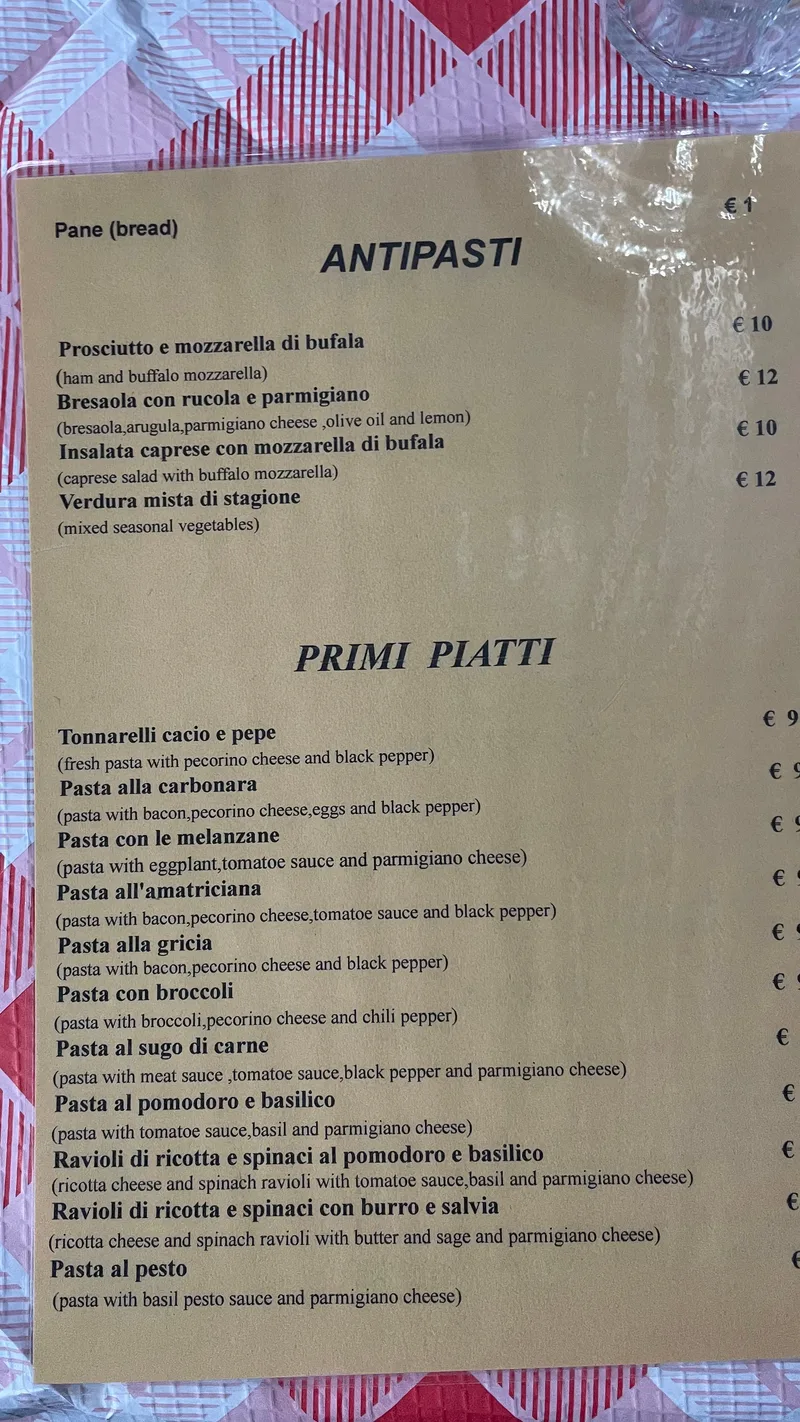 Pane (bread) € 1
ANTIPASTI
Prosciutto e mozzarella di bufala € 10
(ham and buffalo mozzarella)
Bresaola con rucola e parmigiano € 12
(bresaola,arugula,parmigiano cheese ,olive oil and lemon)
Insalata caprese con mozzarella di bufala € 10
(caprese salad with buffalo mozzarella)
Verdura mista di stagione € 12
(mixed seasonal vegetables)
PRIMI PIATTI
Tonnarelli cacio e pepe € 9
(fresh pasta with pecorino cheese and black pepper)
Pasta alla carbonara €
(pasta with bacon,pecorino cheese,eggs and black pepper)
Pasta con le melanzane €
(pasta with eggplant,tomatoe sauce and parmigiano cheese)
Pasta all'amatriciana €
(pasta with bacon,pecorino cheese,tomatoe sauce and black pepper)
Pasta alla gricia €
(pasta with bacon,pecorino cheese and black pepper)
Pasta con broccoli €
(pasta with broccoli,pecorino cheese and chili pepper)
Pasta al sugo di carne €
(pasta with meat sauce ,tomatoe sauce,black pepper and parmigiano cheese)
Pasta al pomodoro e basilico €
(pasta with tomatoe sauce,basil and parmigiano cheese)
Ravioli di ricotta e spinaci al pomodoro e basilico €
(ricotta cheese and spinach ravioli with tomatoe sauce,basil and parmigiano cheese)
Ravioli di ricotta e spinaci con burro e salvia €
(ricotta cheese and spinach ravioli with butter and sage and parmigiano cheese)
Pasta al pesto €
(pasta with basil pesto sauce and parmigiano cheese)